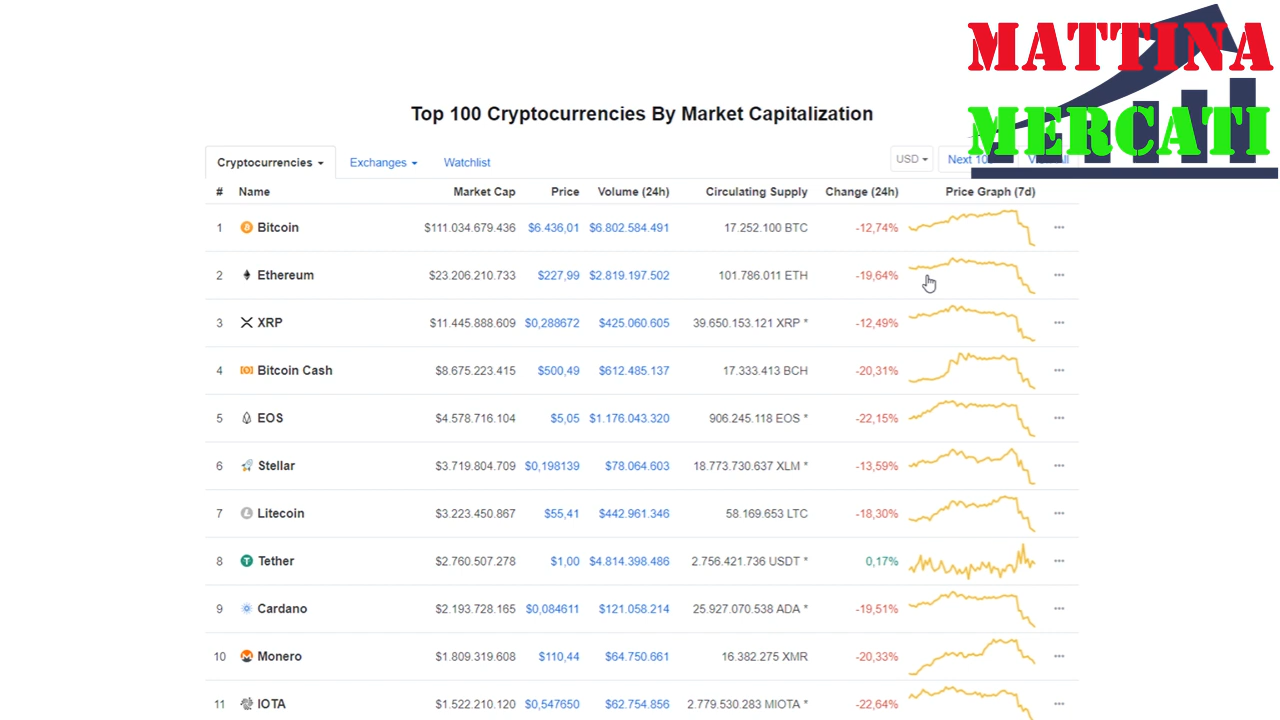 MATTINA
MERCATI
Top 100 Cryptocurrencies By Market Capitalization
Cryptocurrencies Exchanges Watchlist USD Next 10
# Name Market Cap Price Volume (24h) Circulating Supply Change (24h) Price Graph (7d)
1 Bitcoin $111.034.679.436 $6.436,01 $6.802.584.491 17.252.100 BTC -12,74%
2 Ethereum $23.206.210.733 $227,99 $2.819.197.502 101.786.011 ETH -19,64%
3 XRP $11.445.888.609 $0,288672 $425.060.605 39.650.153.121 XRP * -12,49%
4 Bitcoin Cash $8.675.223.415 $500,49 $612.485.137 17.333.413 BCH -20,31%
5 EOS $4.578.716.104 $5,05 $1.176.043.320 906.245.118 EOS * -22,15%
6 Stellar $3.719.804.709 $0,198139 $78.064.603 18.773.730.637 XLM * -13,59%
7 Litecoin $3.223.450.867 $55,41 $442.961.346 58.169.653 LTC -18,30%
8 Tether $2.760.507.278 $1,00 $4.814.398.486 2.756.421.736 USDT * 0,17%
9 Cardano $2.193.728.165 $0,084611 $121.058.214 25.927.070.538 ADA * -19,51%
10 Monero $1.809.319.608 $110,44 $64.750.661 16.382.275 XMR -20,33%
11 IOTA $1.522.210.120 $0,547650 $62.754.856 2.779.530.283 MIOTA * -22,64%